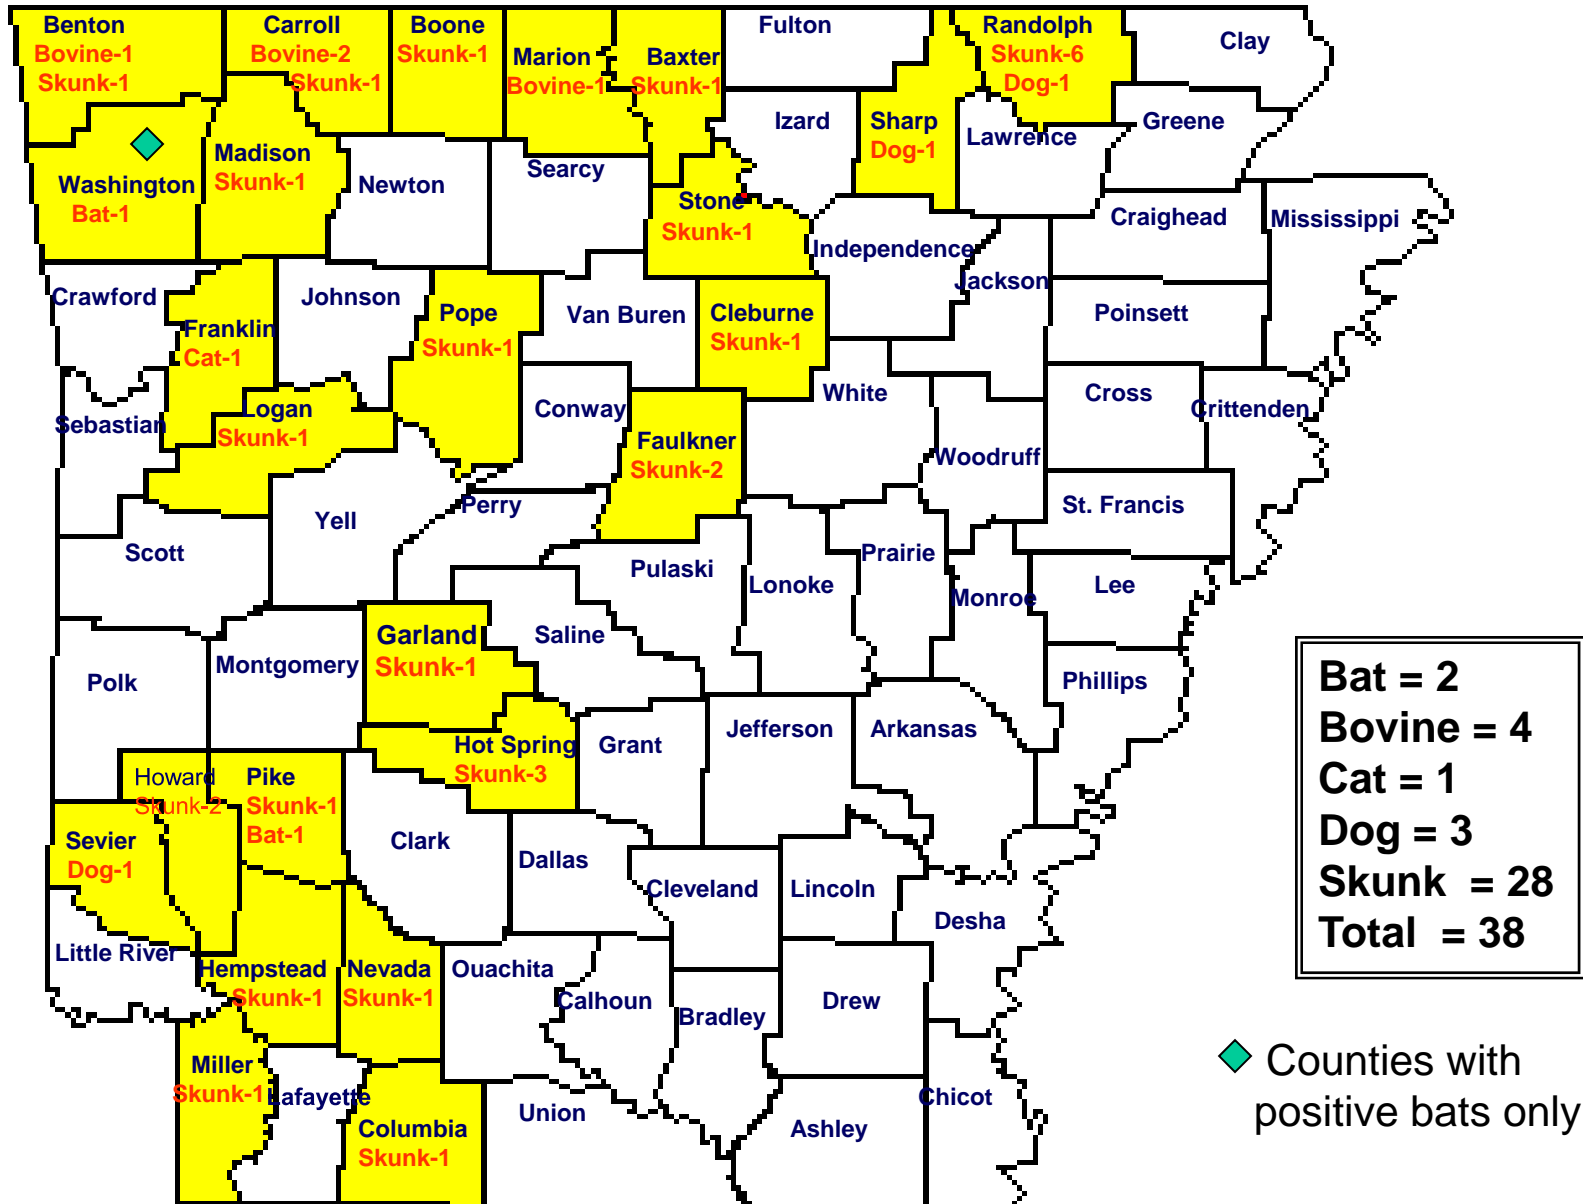 Benton
Bovine-1
Skunk-1
Carroll
Bovine-2
Skunk-1
Boone
Skunk-1
Marion
Bovine-1
Baxter
Skunk-1
Fulton
Randolph
Skunk-6
Dog-1
Clay
Washington
Bat-1
Madison
Skunk-1
Newton
Searcy
Stone
Skunk-1
Izard
Sharp
Dog-1
Lawrence
Greene
Independence
Jackson
Craighead
Mississippi
Crawford
Franklin
Cat-1
Johnson
Pope
Skunk-1
Van Buren
Cleburne
Skunk-1
Poinsett
Sebastian
Logan
Skunk-1
Conway
Faulkner
Skunk-2
White
Woodruff
Cross
Crittenden
Scott
Yell
Perry
Pulaski
Lonoke
Prairie
Monroe
St. Francis
Lee
Polk
Montgomery
Garland
Skunk-1
Saline
Hot Spring
Skunk-3
Grant
Jefferson
Arkansas
Phillips
Howard
Skunk-2
Pike
Skunk-1
Bat-1
Sevier
Dog-1
Clark
Dallas
Cleveland
Lincoln
Desha
Little River
Hempstead
Skunk-1
Nevada
Skunk-1
Ouachita
Calhoun
Bradley
Drew
Miller
Skunk-1
Lafayette
Columbia
Skunk-1
Union
Ashley
Chicot
Bat = 2
Bovine = 4
Cat = 1
Dog = 3
Skunk = 28
Total = 38
Counties with
positive bats only